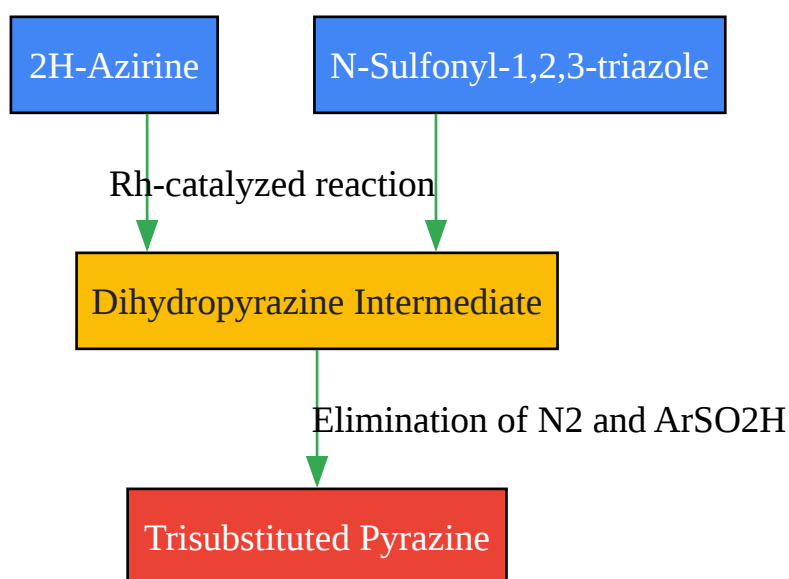 2H-Azirine
N-Sulfonyl-1,2,3-triazole
Rh-catalyzed reaction
Dihydropyrazine Intermediate
Elimination of N2 and ArSO2H
Trisubstituted Pyrazine